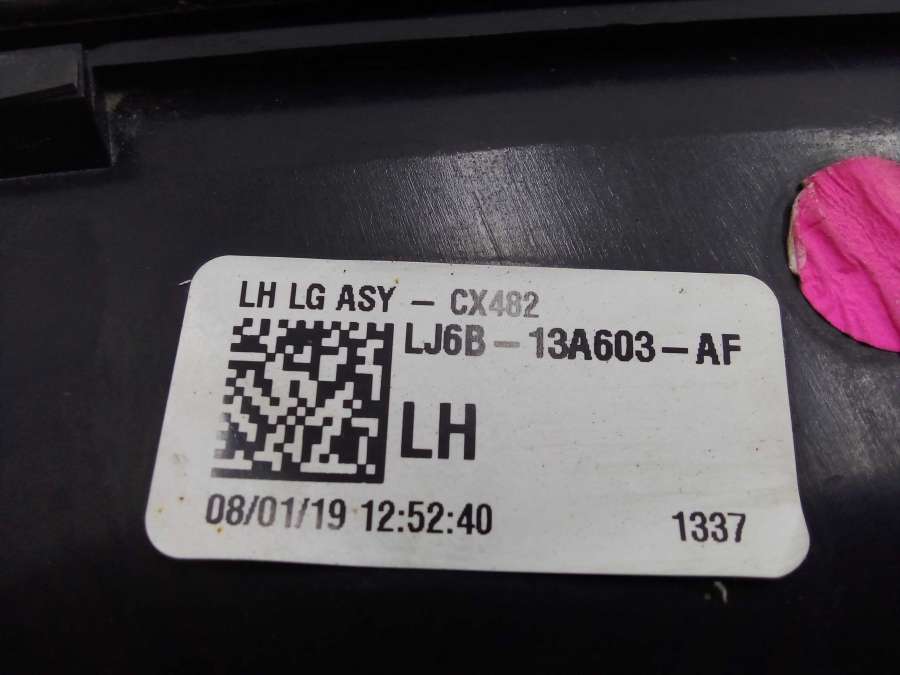 LH LG ASY - CX482
LJ6B-13A603-AF
LH
08/01/19 12:52:40
1337